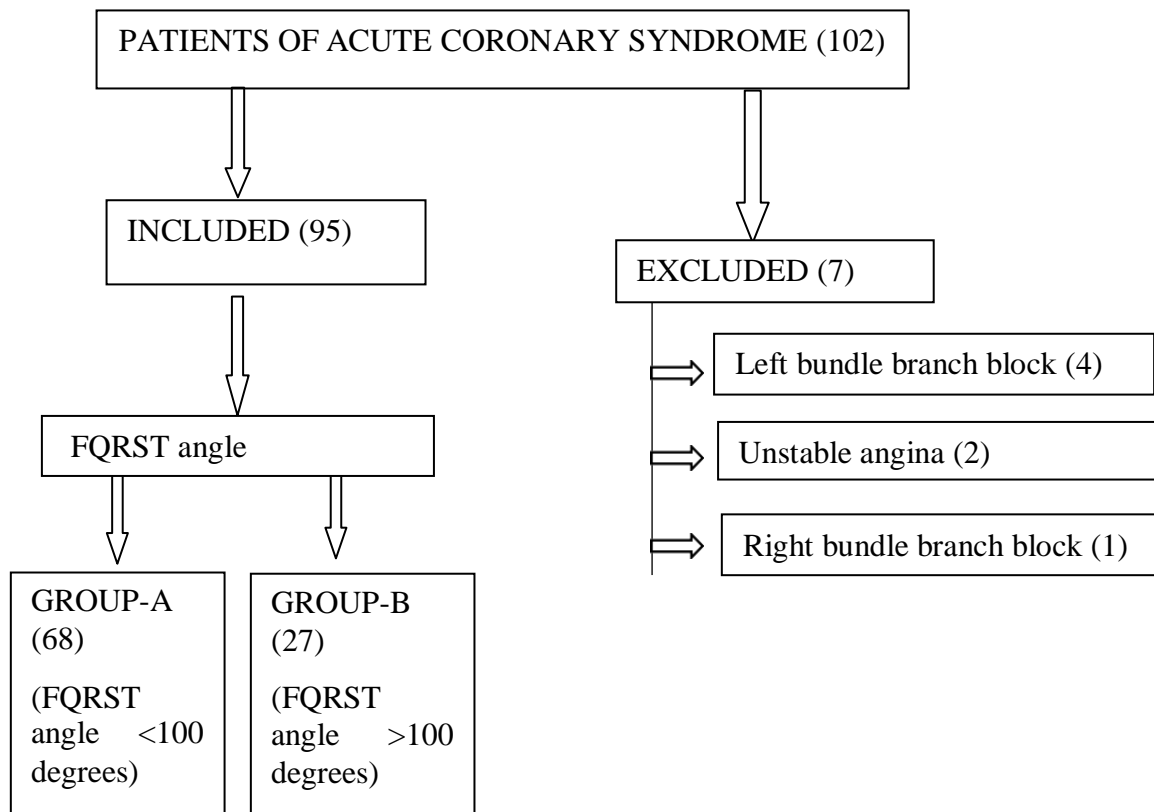 PATIENTS OF ACUTE CORONARY SYNDROME (102)
INCLUDED (95)
EXCLUDED (7)
Left bundle branch block (4)
Unstable angina (2)
Right bundle branch block (1)
FQRST angle
GROUP-A
(68)
(FQRST
angle <100
degrees)
GROUP-B
(27)
(FQRST
angle >100
degrees)